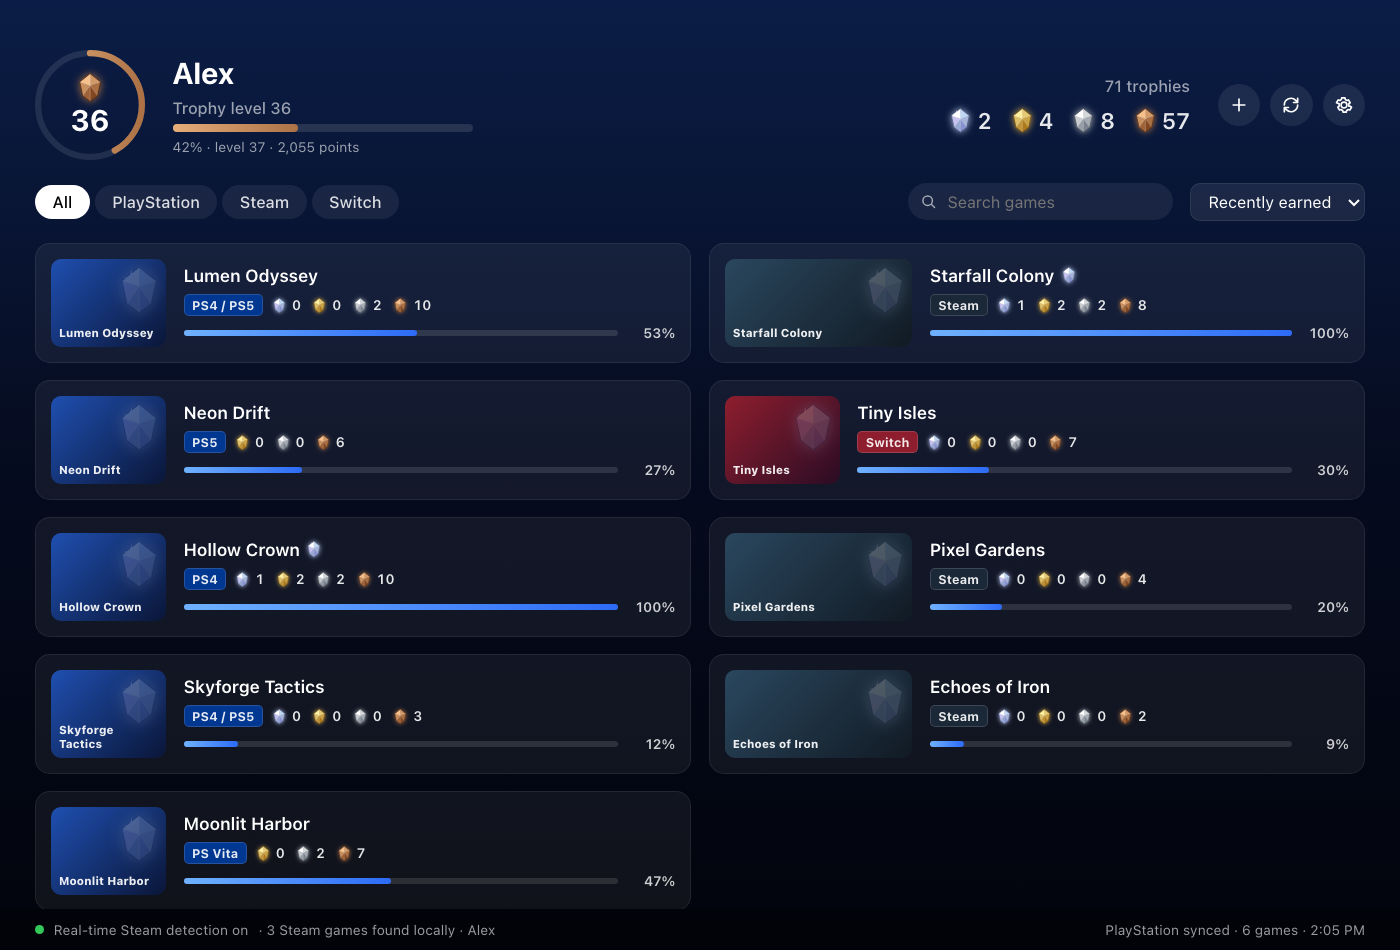 36
Alex
Trophy level 36
42% · level 37 · 2,055 points
71 trophies
2 4 8 57
All PlayStation Steam Switch
Search games
Recently earned
Lumen Odyssey
Lumen Odyssey
PS4 / PS5 0 0 2 10
53%
Starfall Colony
Starfall Colony
Steam 1 2 2 8
100%
Neon Drift
Neon Drift
PS5 0 0 6
27%
Tiny Isles
Tiny Isles
Switch 0 0 0 7
30%
Hollow Crown
Hollow Crown
PS4 1 2 2 10
100%
Pixel Gardens
Pixel Gardens
Steam 0 0 0 4
20%
Skyforge
Tactics
Skyforge Tactics
PS4 / PS5 0 0 0 3
12%
Echoes of Iron
Echoes of Iron
Steam 0 0 0 2
9%
Moonlit Harbor
Moonlit Harbor
PS Vita 0 2 7
47%
Real-time Steam detection on · 3 Steam games found locally · Alex
PlayStation synced · 6 games · 2:05 PM